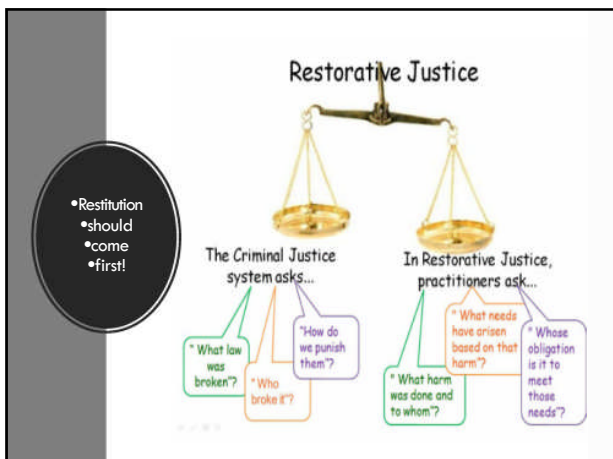 Restorative Justice
•Restitution
•should
•come
•first!
The Criminal Justice
system asks...
"What law
was
broken"?
"Who
broke it"?
"How do
we punish
them"?
In Restorative Justice,
practitioners ask...
"What harm
was done and
to whom"?
"What needs
have arisen
based on that
harm"?
"Whose
obligation
is it to
meet
those
needs"?